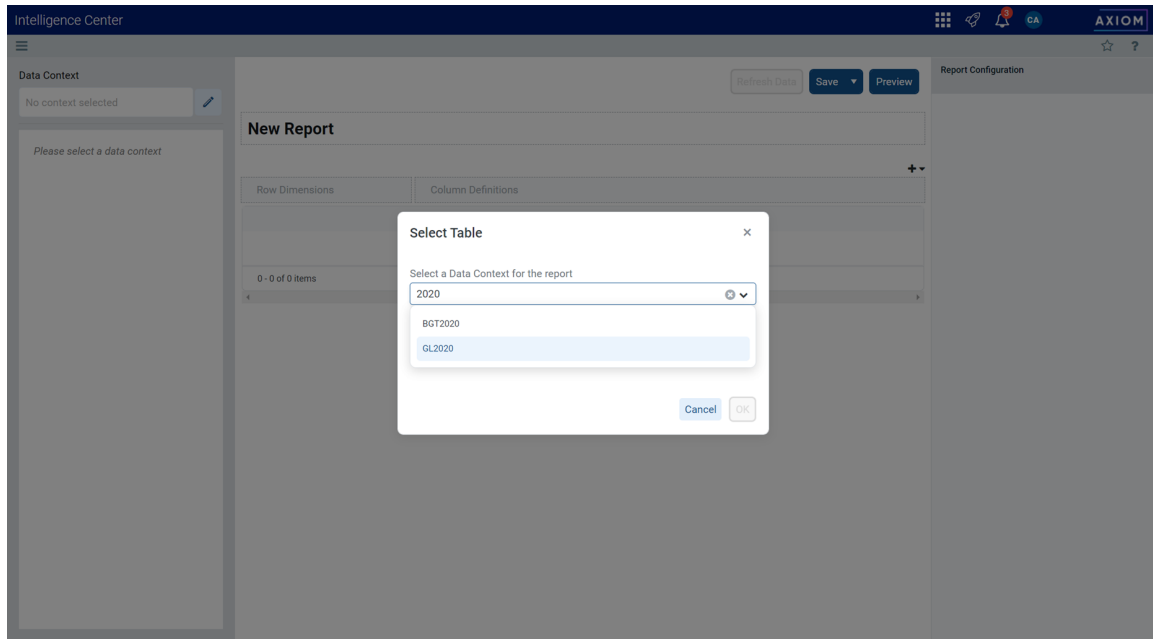 Intelligence Center
3
CA
AXIOM
?
Data Context
No context selected
Please select a data context
Refresh Data
Save
Preview
Report Configuration
New Report
Row Dimensions
Column Definitions
0 - 0 of 0 items
Select Table
Select a Data Context for the report
2020
BGT2020
GL2020
Cancel
OK